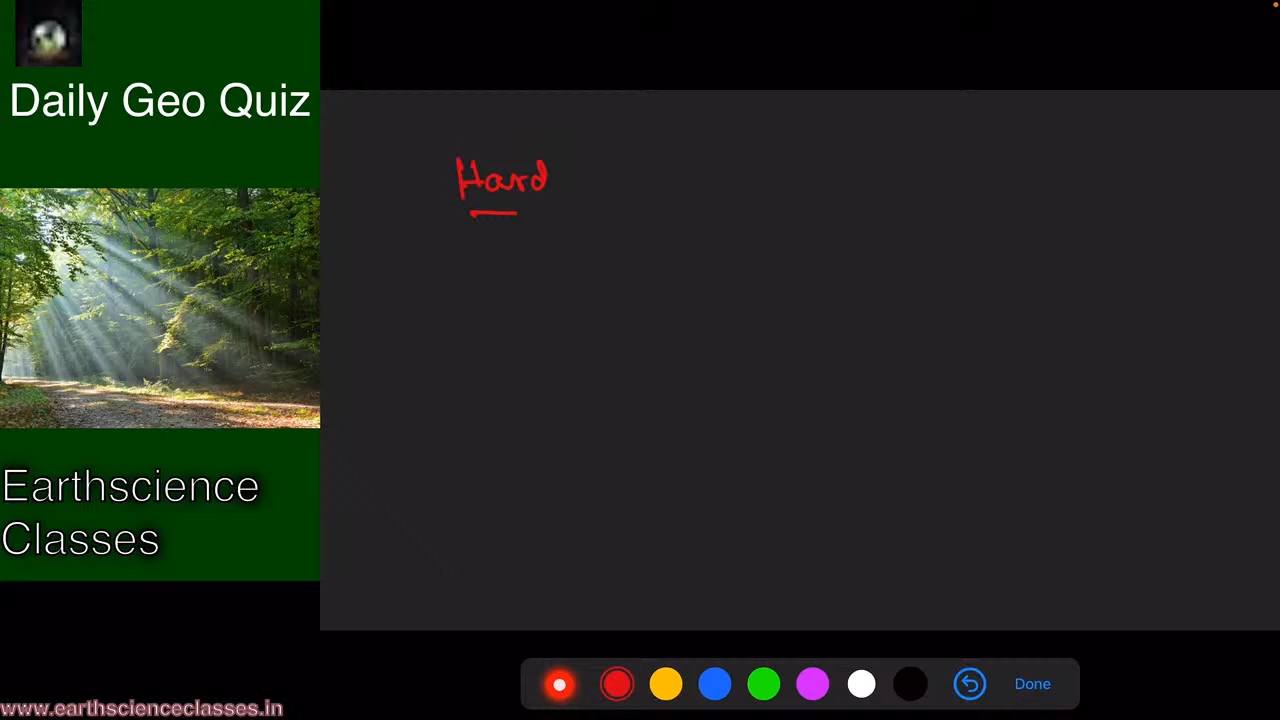 Daily Geo Quiz
Hard
Earthscience
Classes
Done
www.earthscienceclasses.in